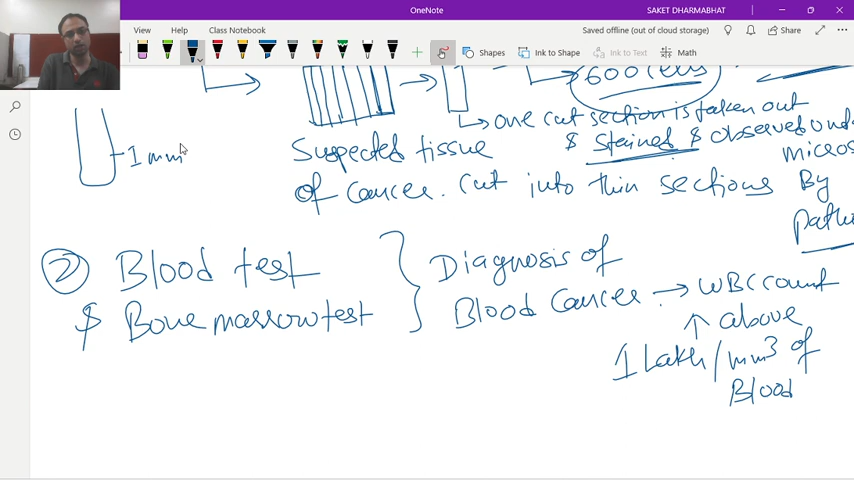 OneNote
SAKET DHARMABHAT
View Help Class Notebook
Saved offline (out of cloud storage)
Share
Shapes
Ink to Shape
Ink to Text
Math
600 cells
one cut section is taken out
$ stained $ observed und
micros
By
path
1 mm
Suspected tissue
of Cancer. Cut into thin sections
② Blood test
$ Bone marrow test
Diagnosis of
Blood Cancer → WBC count
↑ above
1 Lakh/mm³ of
Blood